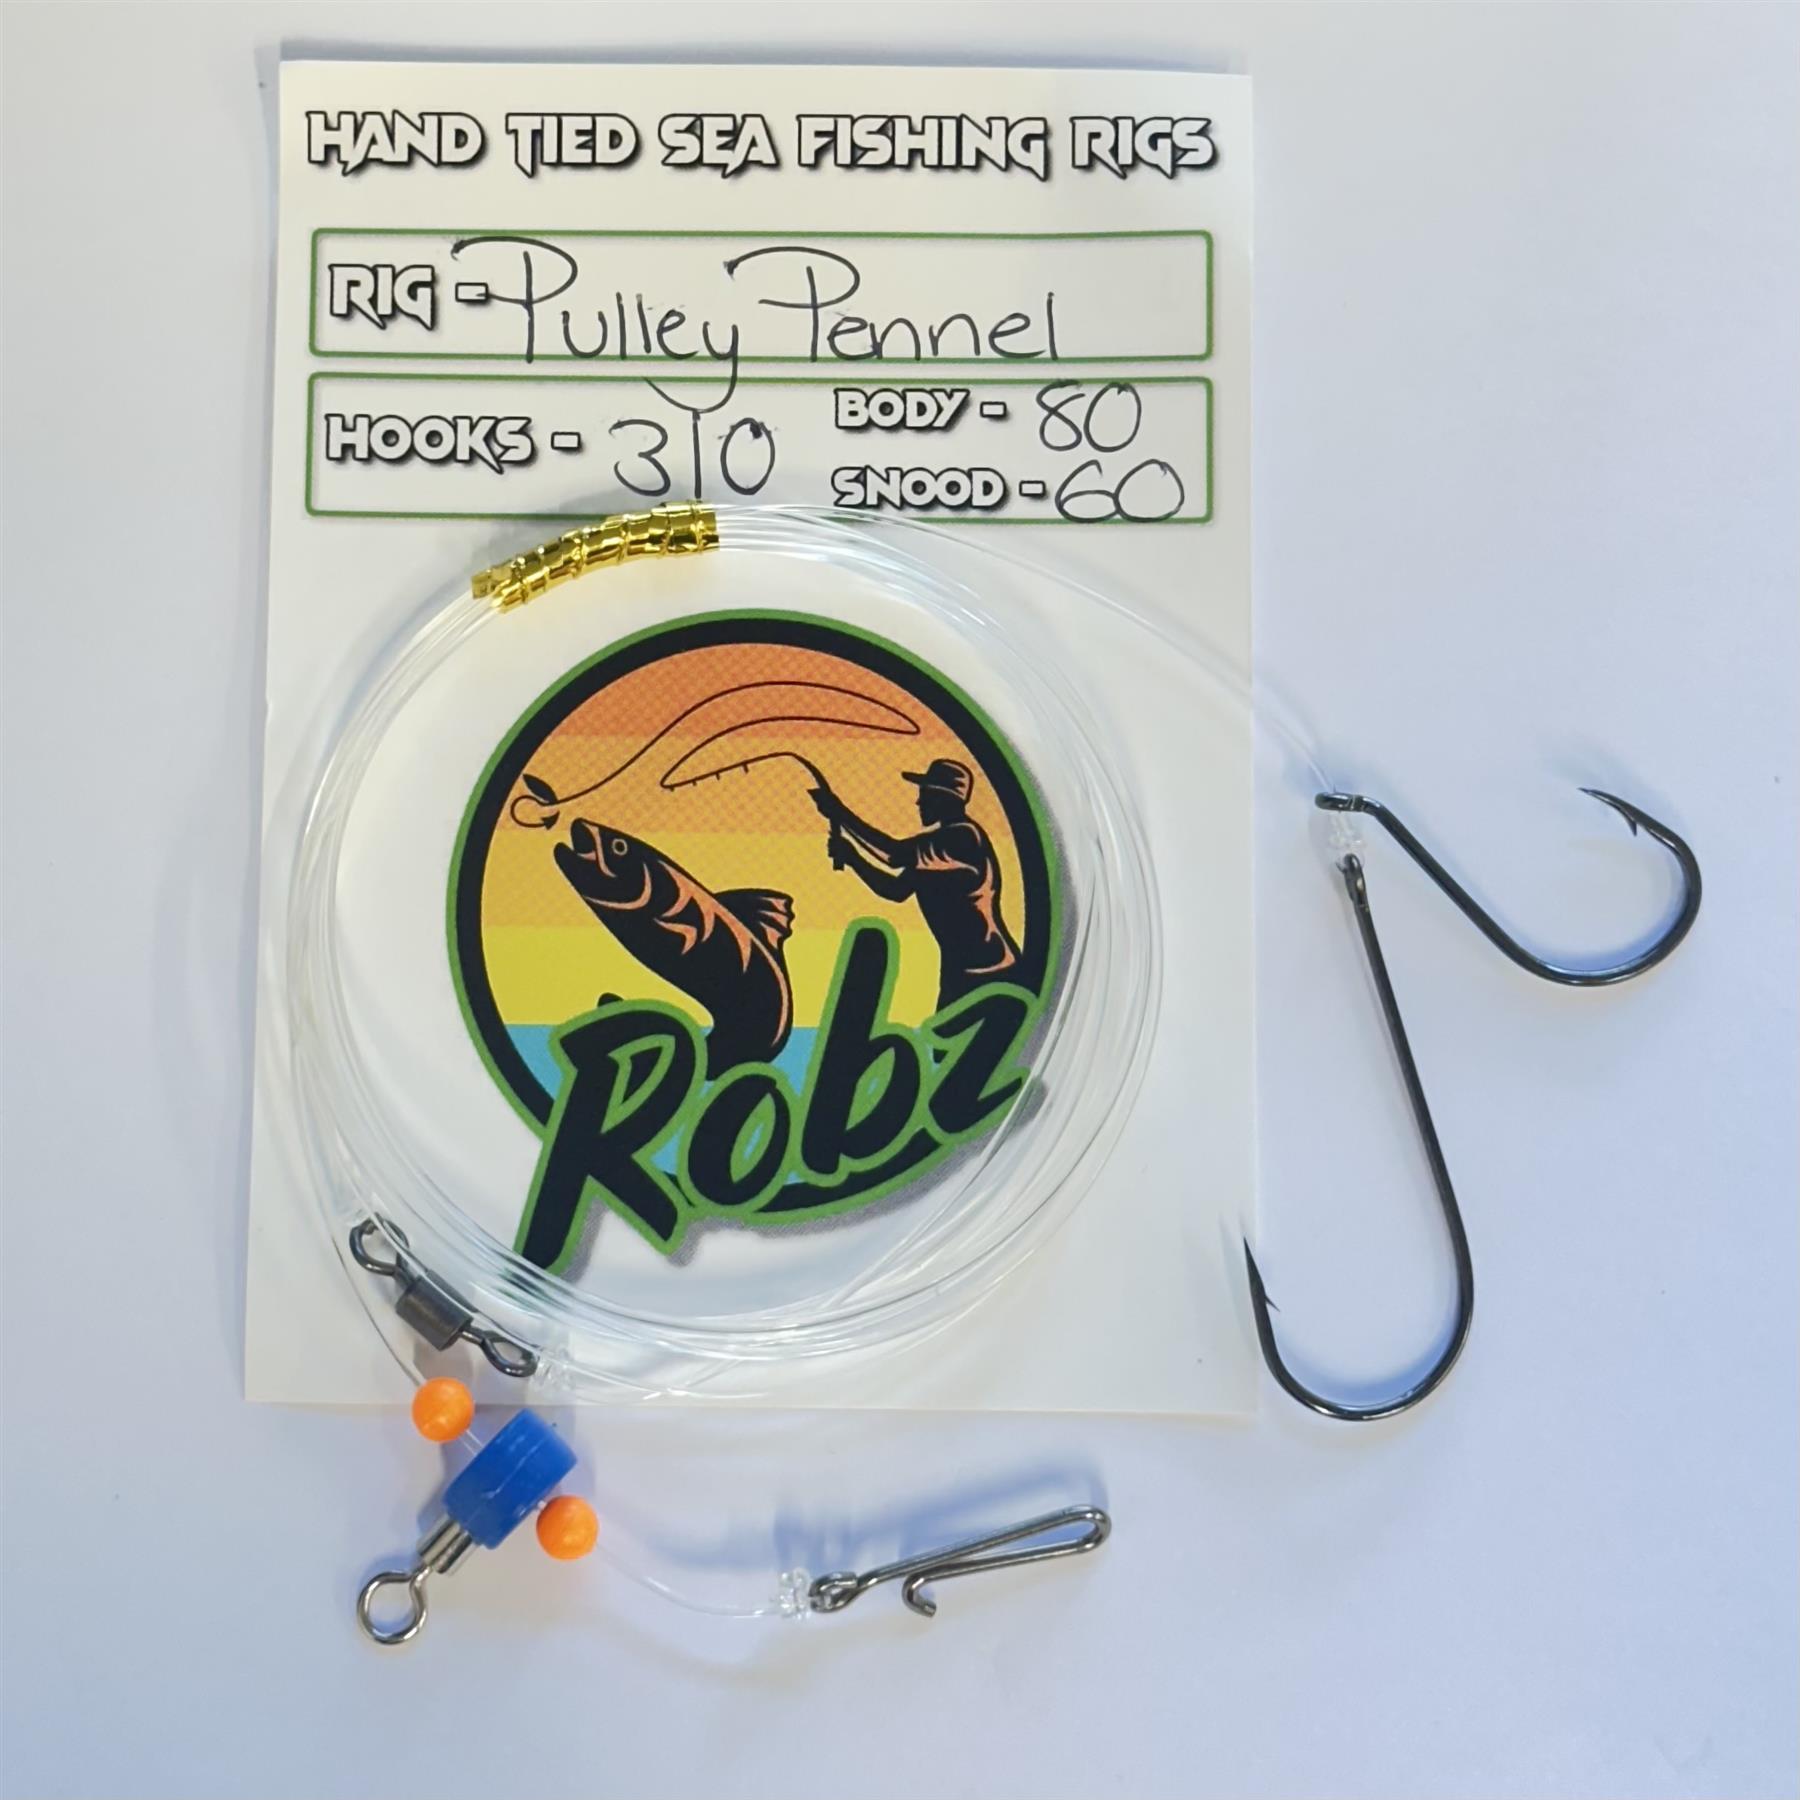 HAND TIED SEA FISHING RIGS
RIG - Pulley Pennel
HOOKS - 3/0
BODY - 80
SNOOD - 60
Robz